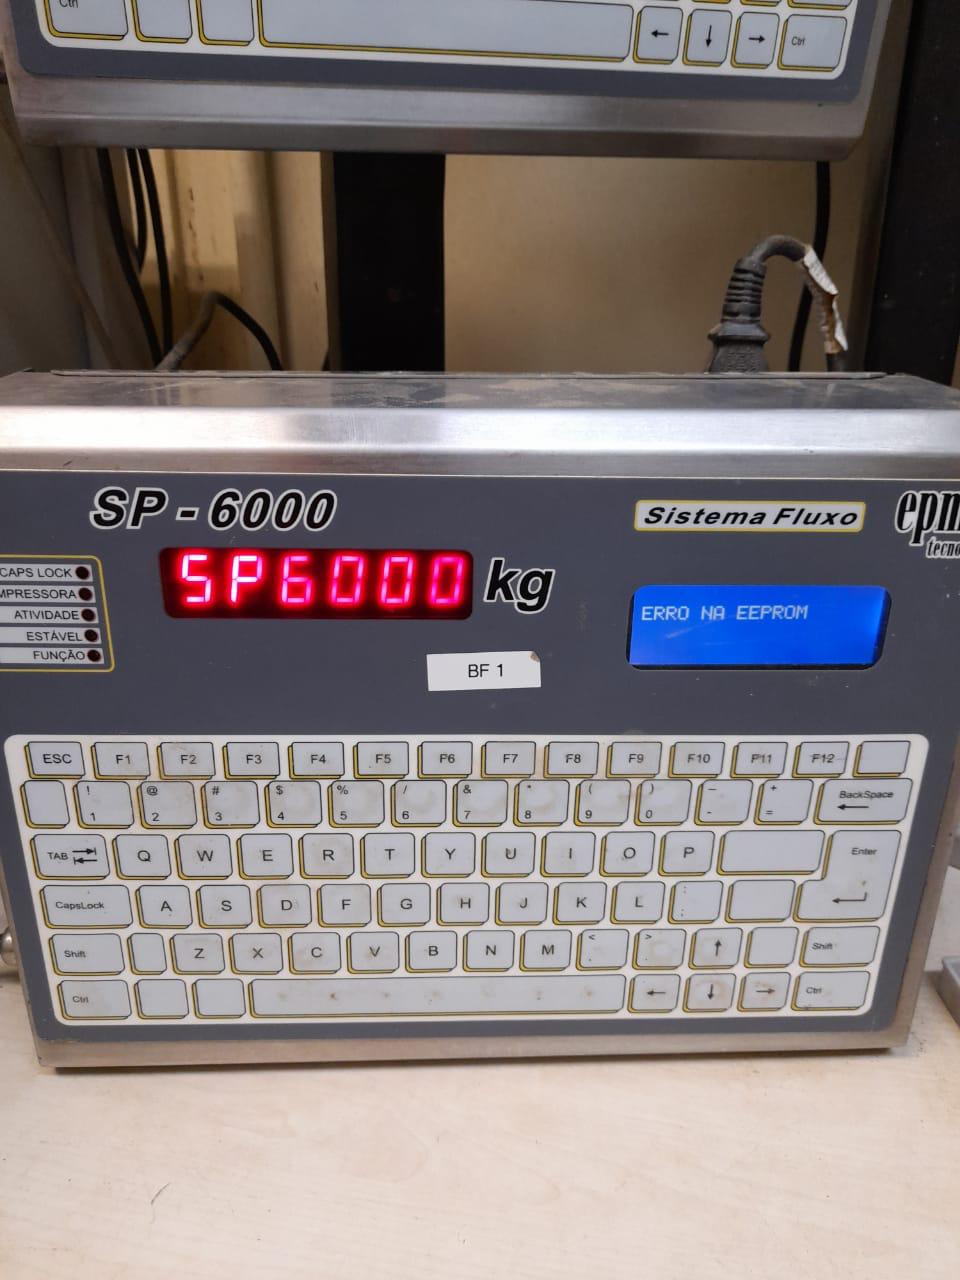 Ctrl
← ↓ → Ctrl
SP - 6000
Sistema Fluxo
epm
tecno
SP6000 kg
CAPS LOCK
MPRESSORA
ATIVIDADE
ESTÁVEL
FUNÇÃO
ERRO NA EEPROM
BF 1
ESC F1 F2 F3 F4 F5 F6 F7 F8 F9 F10 F11 F12
! @ # $ % / & * ( ) _ + BackSpace
1 2 3 4 5 6 7 8 9 0 - = ←
TAB Q W E R T Y U I O P Enter
CapsLock A S D F G H J K L : ;
Shift Z X C V B N M < , > . ↑ Shift
Ctrl ← ↓ → Ctrl